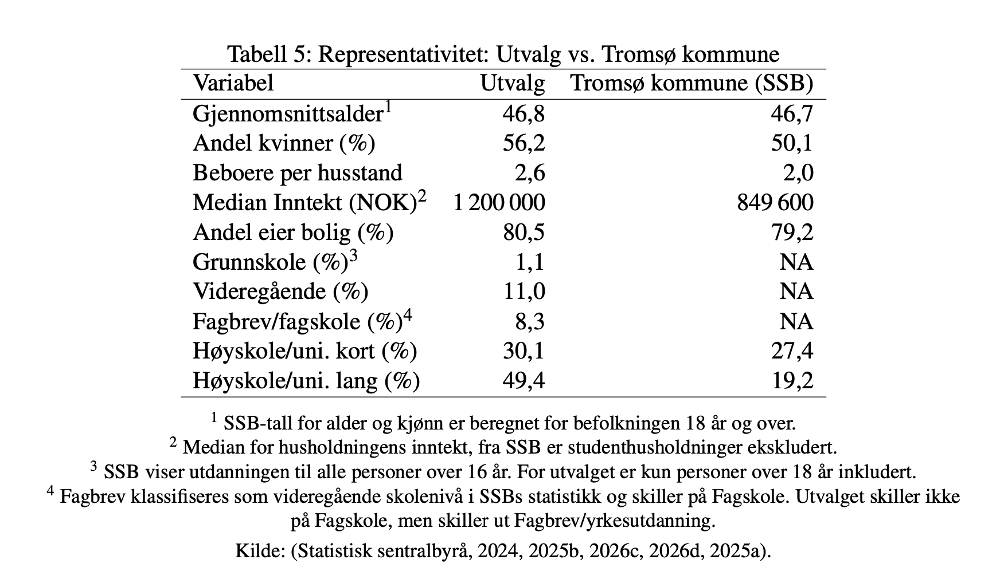 Tabell 5: Representativitet: Utvalg vs. Tromsø kommune
Variabel Utvalg Tromsø kommune (SSB)
Gjennomsnittsalder¹ 46,8 46,7
Andel kvinner (%) 56,2 50,1
Beboere per husstand 2,6 2,0
Median Inntekt (NOK)² 1 200 000 849 600
Andel eier bolig (%) 80,5 79,2
Grunnskole (%)³ 1,1 NA
Videregående (%) 11,0 NA
Fagbrev/fagskole (%)⁴ 8,3 NA
Høyskole/uni. kort (%) 30,1 27,4
Høyskole/uni. lang (%) 49,4 19,2
¹ SSB-tall for alder og kjønn er beregnet for befolkningen 18 år og over.
² Median for husholdningens inntekt, fra SSB er studenthusholdninger ekskludert.
³ SSB viser utdanningen til alle personer over 16 år. For utvalget er kun personer over 18 år inkludert.
⁴ Fagbrev klassifiseres som videregående skolenivå i SSBs statistikk og skiller på Fagskole. Utvalget skiller ikke
på Fagskole, men skiller ut Fagbrev/yrkesutdanning.
Kilde: (Statistisk sentralbyrå, 2024, 2025b, 2026c, 2026d, 2025a).